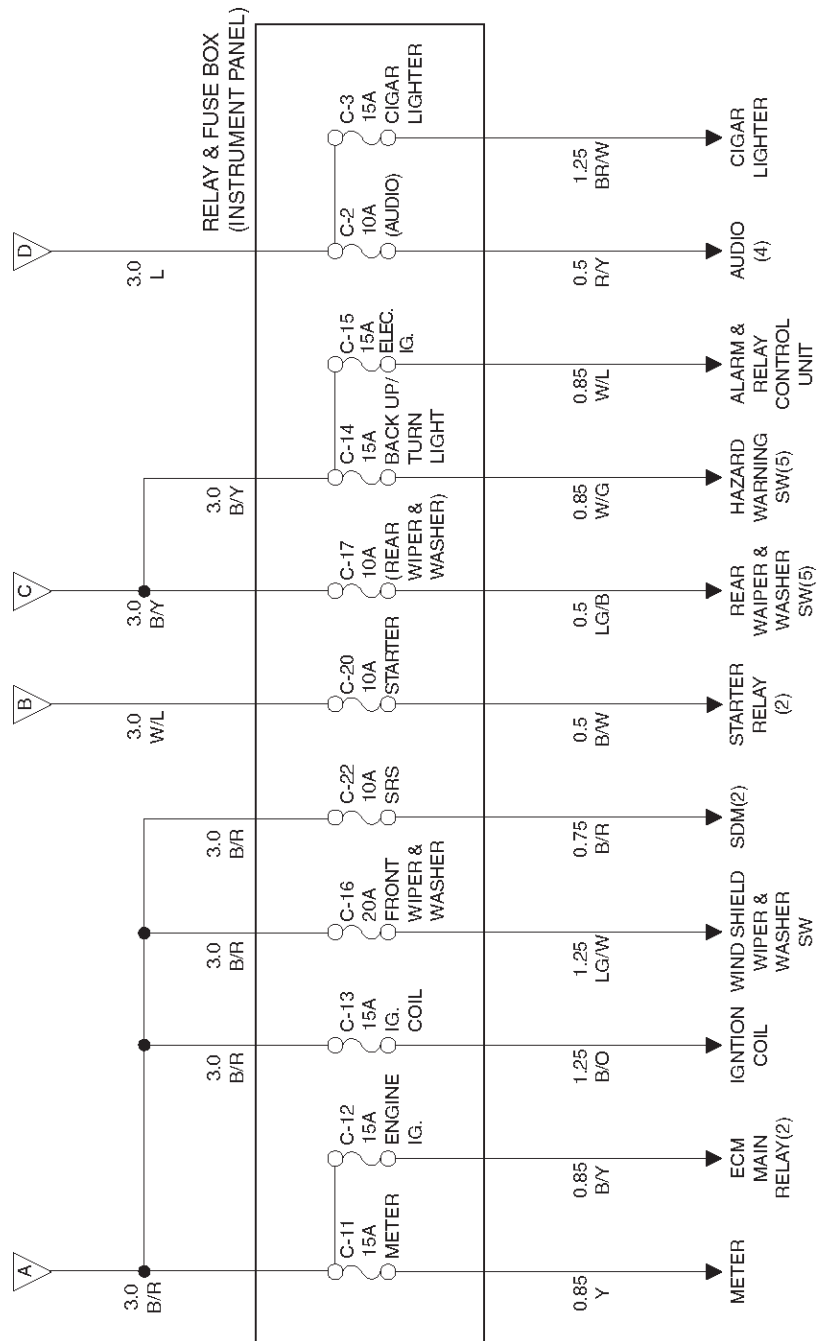 RELAY & FUSE BOX
(INSTRUMENT PANEL)
A
B
C
D
3.0
B/R
3.0
W/L
3.0
B/Y
3.0
L
3.0
B/R
3.0
B/R
3.0
B/R
3.0
B/Y
C-11
15A
METER
C-12
15A
ENGINE
IG.
C-13
15A
IG.
COIL
C-16
20A
FRONT
WIPER &
WASHER
C-22
10A
SRS
C-20
10A
STARTER
C-17
10A
(REAR
WIPER &
WASHER)
C-14
15A
BACK UP/
TURN
LIGHT
C-15
15A
ELEC.
IG.
C-2
10A
(AUDIO)
C-3
15A
CIGAR
LIGHTER
0.85
Y
0.85
B/Y
1.25
B/O
1.25
LG/W
0.75
B/R
0.5
B/W
0.5
LG/B
0.85
W/G
0.85
W/L
0.5
R/Y
1.25
BR/W
METER
ECM
MAIN
RELAY(2)
IGNTION
COIL
WIND SHIELD
WIPER &
WASHER
SW
SDM(2)
STARTER
RELAY
(2)
REAR
WAIPER &
WASHER
SW(5)
HAZARD
WARNING
SW(5)
ALARM &
RELAY
CONTROL
UNIT
AUDIO
(4)
CIGAR
LIGHTER